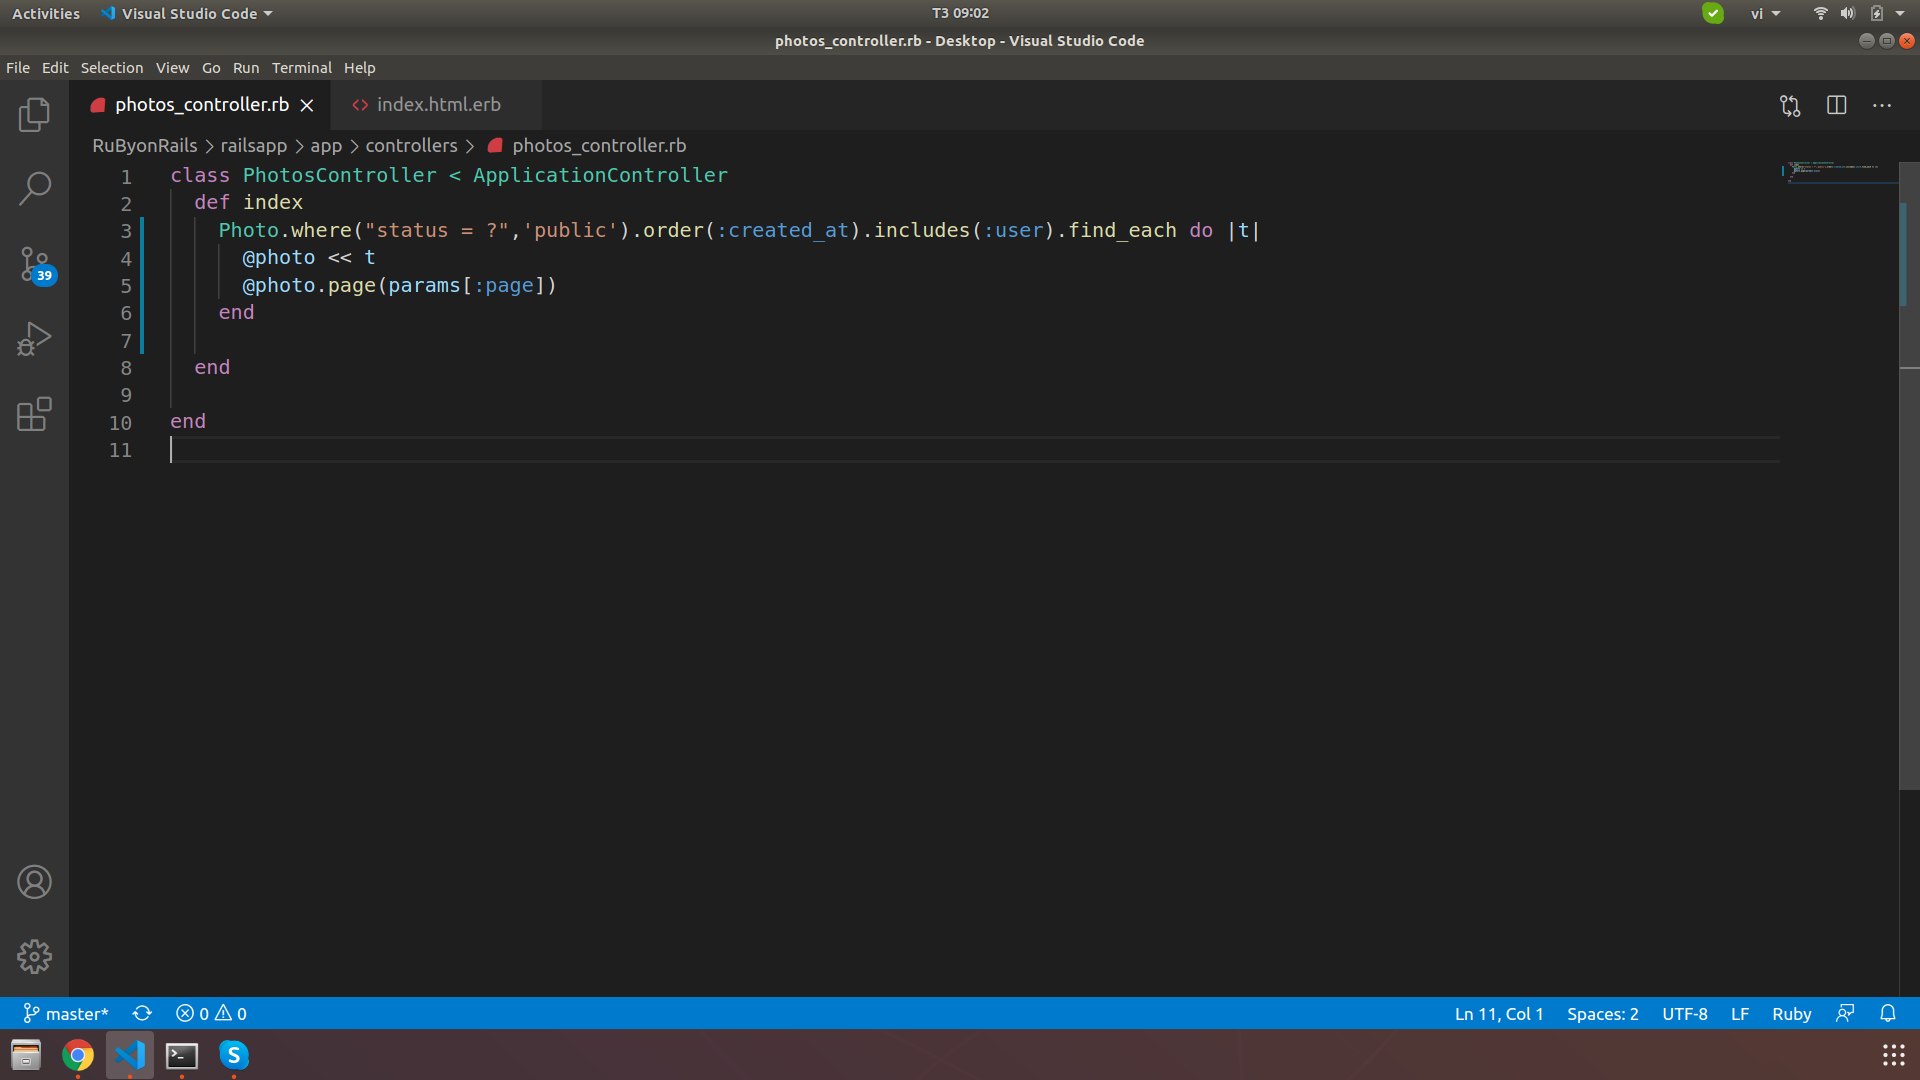 Activities Visual Studio Code T3 09:02 vi
photos_controller.rb - Desktop - Visual Studio Code
File Edit Selection View Go Run Terminal Help
photos_controller.rb index.html.erb
RuByonRails > railsapp > app > controllers > photos_controller.rb
1 class PhotosController < ApplicationController
2 def index
3 Photo.where("status = ?",'public').order(:created_at).includes(:user).find_each do |t|
4 @photo << t
5 @photo.page(params[:page])
6 end
7
8 end
9
10 end
11
39
master* 0 0 Ln 11, Col 1 Spaces: 2 UTF-8 LF Ruby